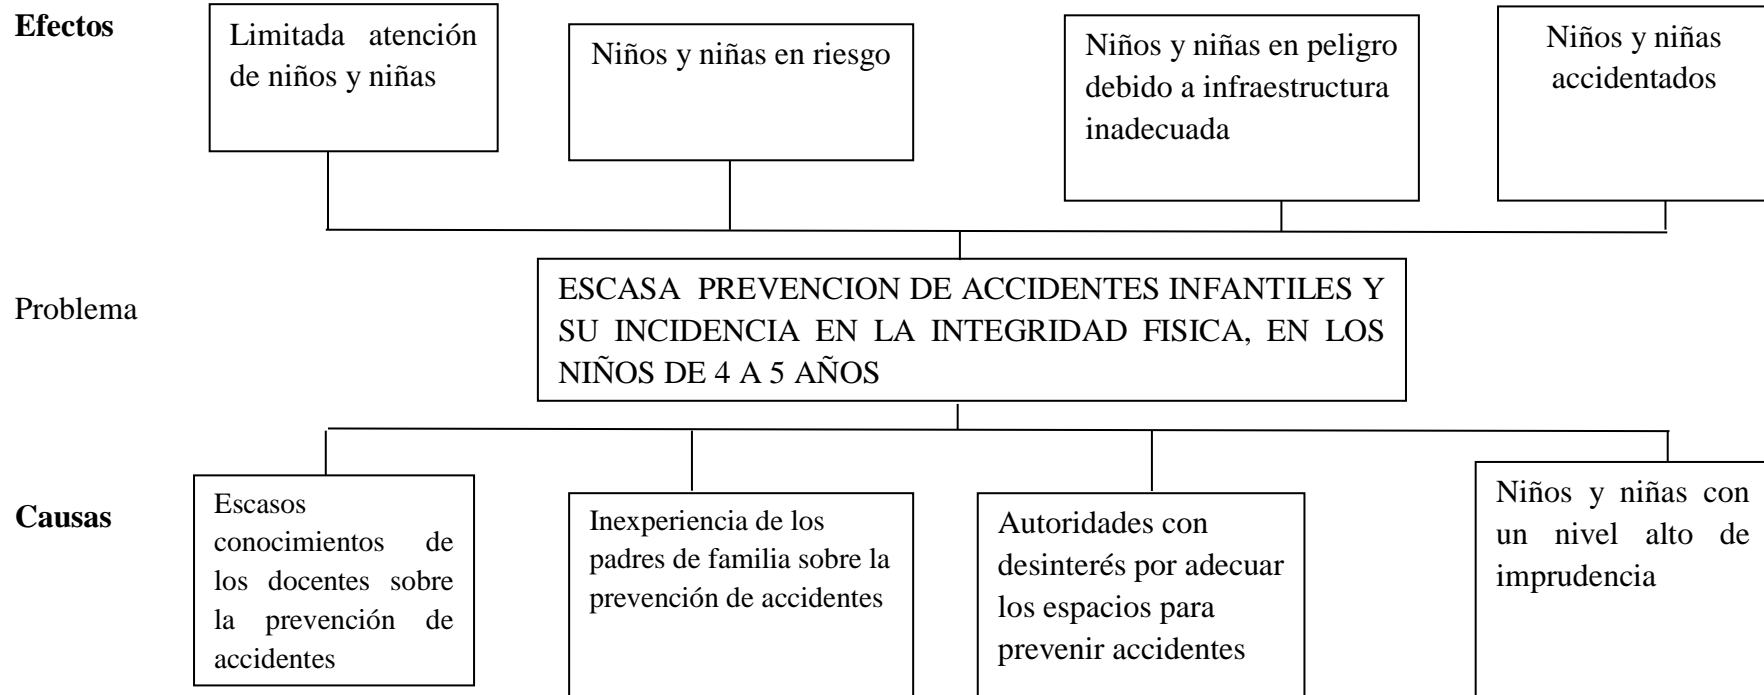 Efectos
Limitada atención
de niños y niñas
Niños y niñas en riesgo
Niños y niñas en peligro
debido a infraestructura
inadecuada
Niños y niñas
accidentados
Problema
ESCASA PREVENCION DE ACCIDENTES INFANTILES Y
SU INCIDENCIA EN LA INTEGRIDAD FISICA, EN LOS
NIÑOS DE 4 A 5 AÑOS
Causas
Escasos
conocimientos de
los docentes sobre
la prevención de
accidentes
Inexperiencia de los
padres de familia sobre la
prevención de accidentes
Autoridades con
desinterés por adecuar
los espacios para
prevenir accidentes
Niños y niñas con
un nivel alto de
imprudencia